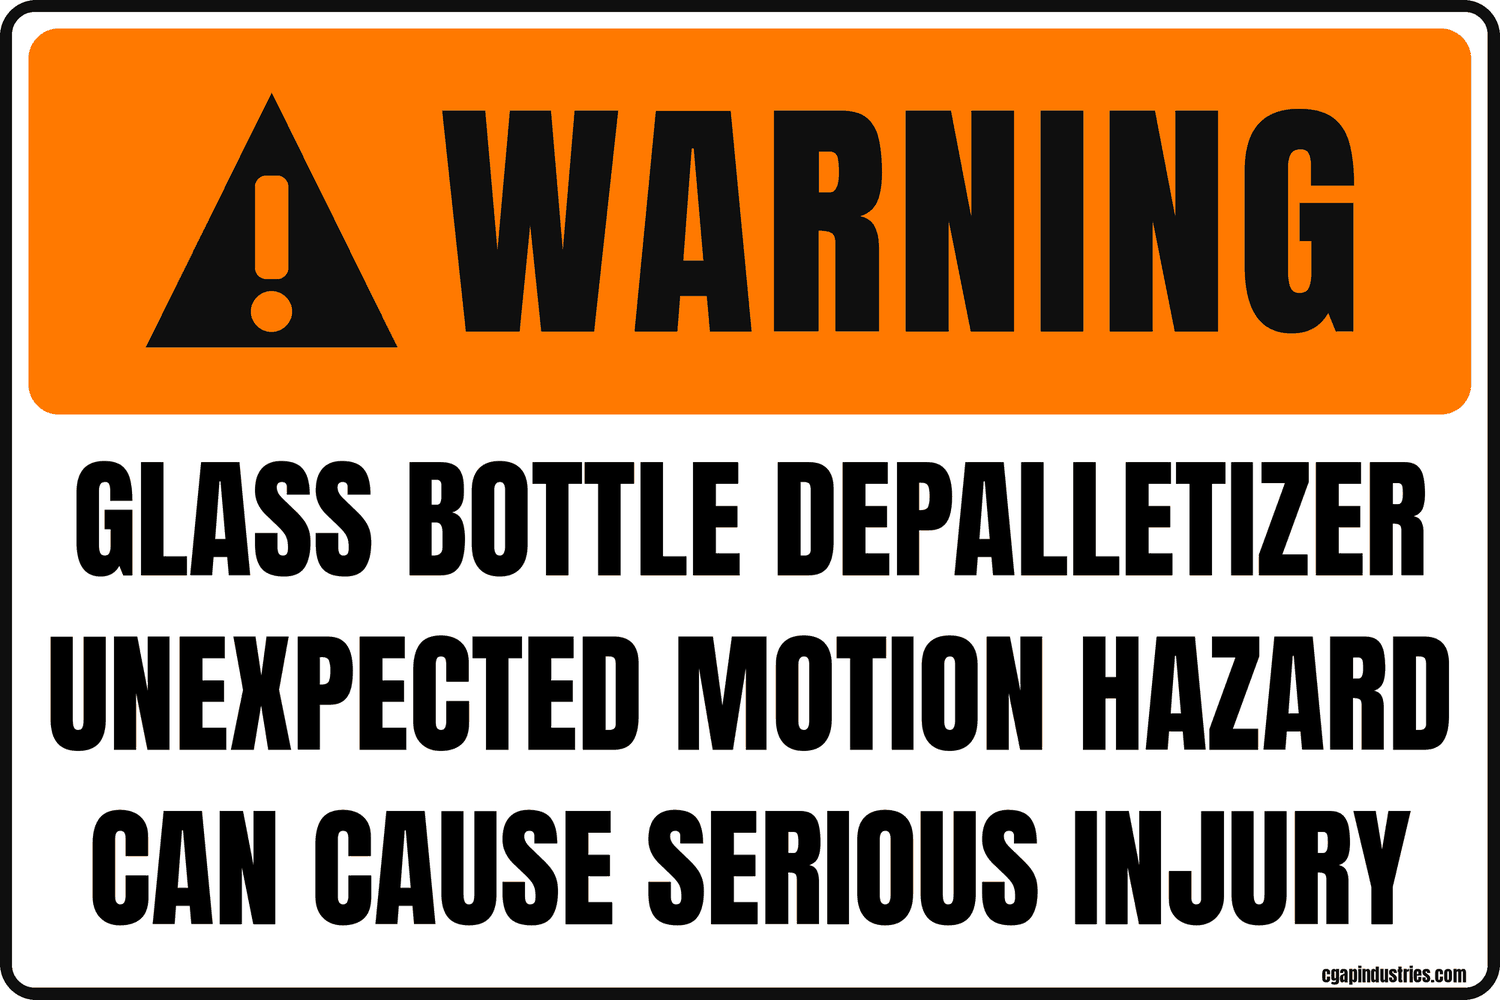 WARNING
GLASS BOTTLE DEPALLETIZER
UNEXPECTED MOTION HAZARD
CAN CAUSE SERIOUS INJURY
cgapindustries.com